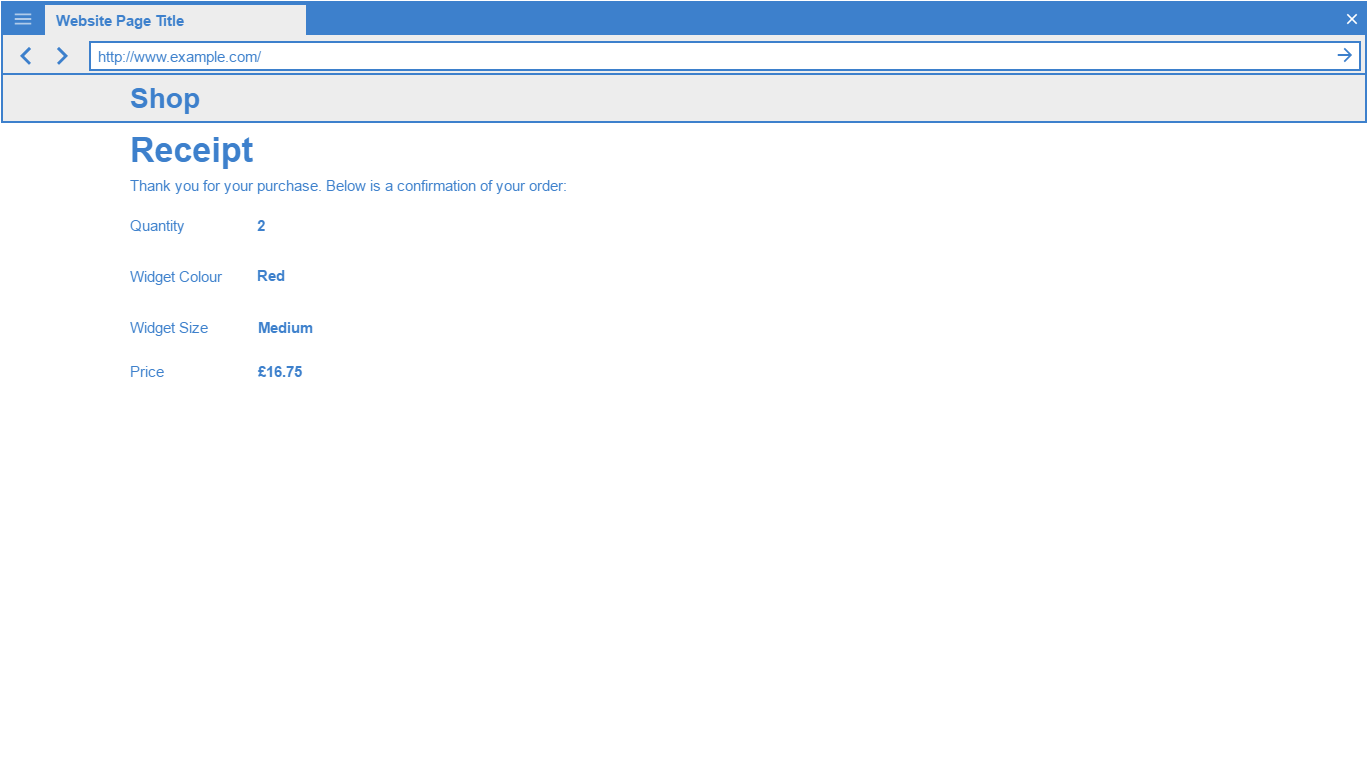 Website Page Title
http://www.example.com/
Shop
Receipt
Thank you for your purchase. Below is a confirmation of your order:
Quantity 2
Widget Colour Red
Widget Size Medium
Price £16.75